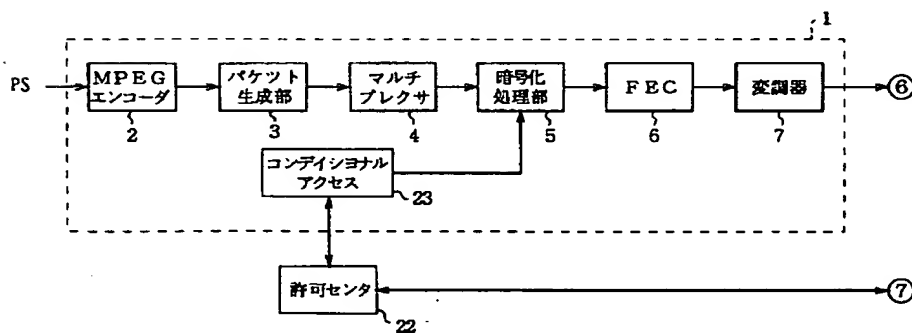 1
PS
MPEG
エンコーダ
2
パケット
生成部
3
マルチ
プレクサ
4
暗号化
処理部
5
FEC
6
変調器
7
⑥
コンデイシヨナル
アクセス
23
許可センタ
22
⑦